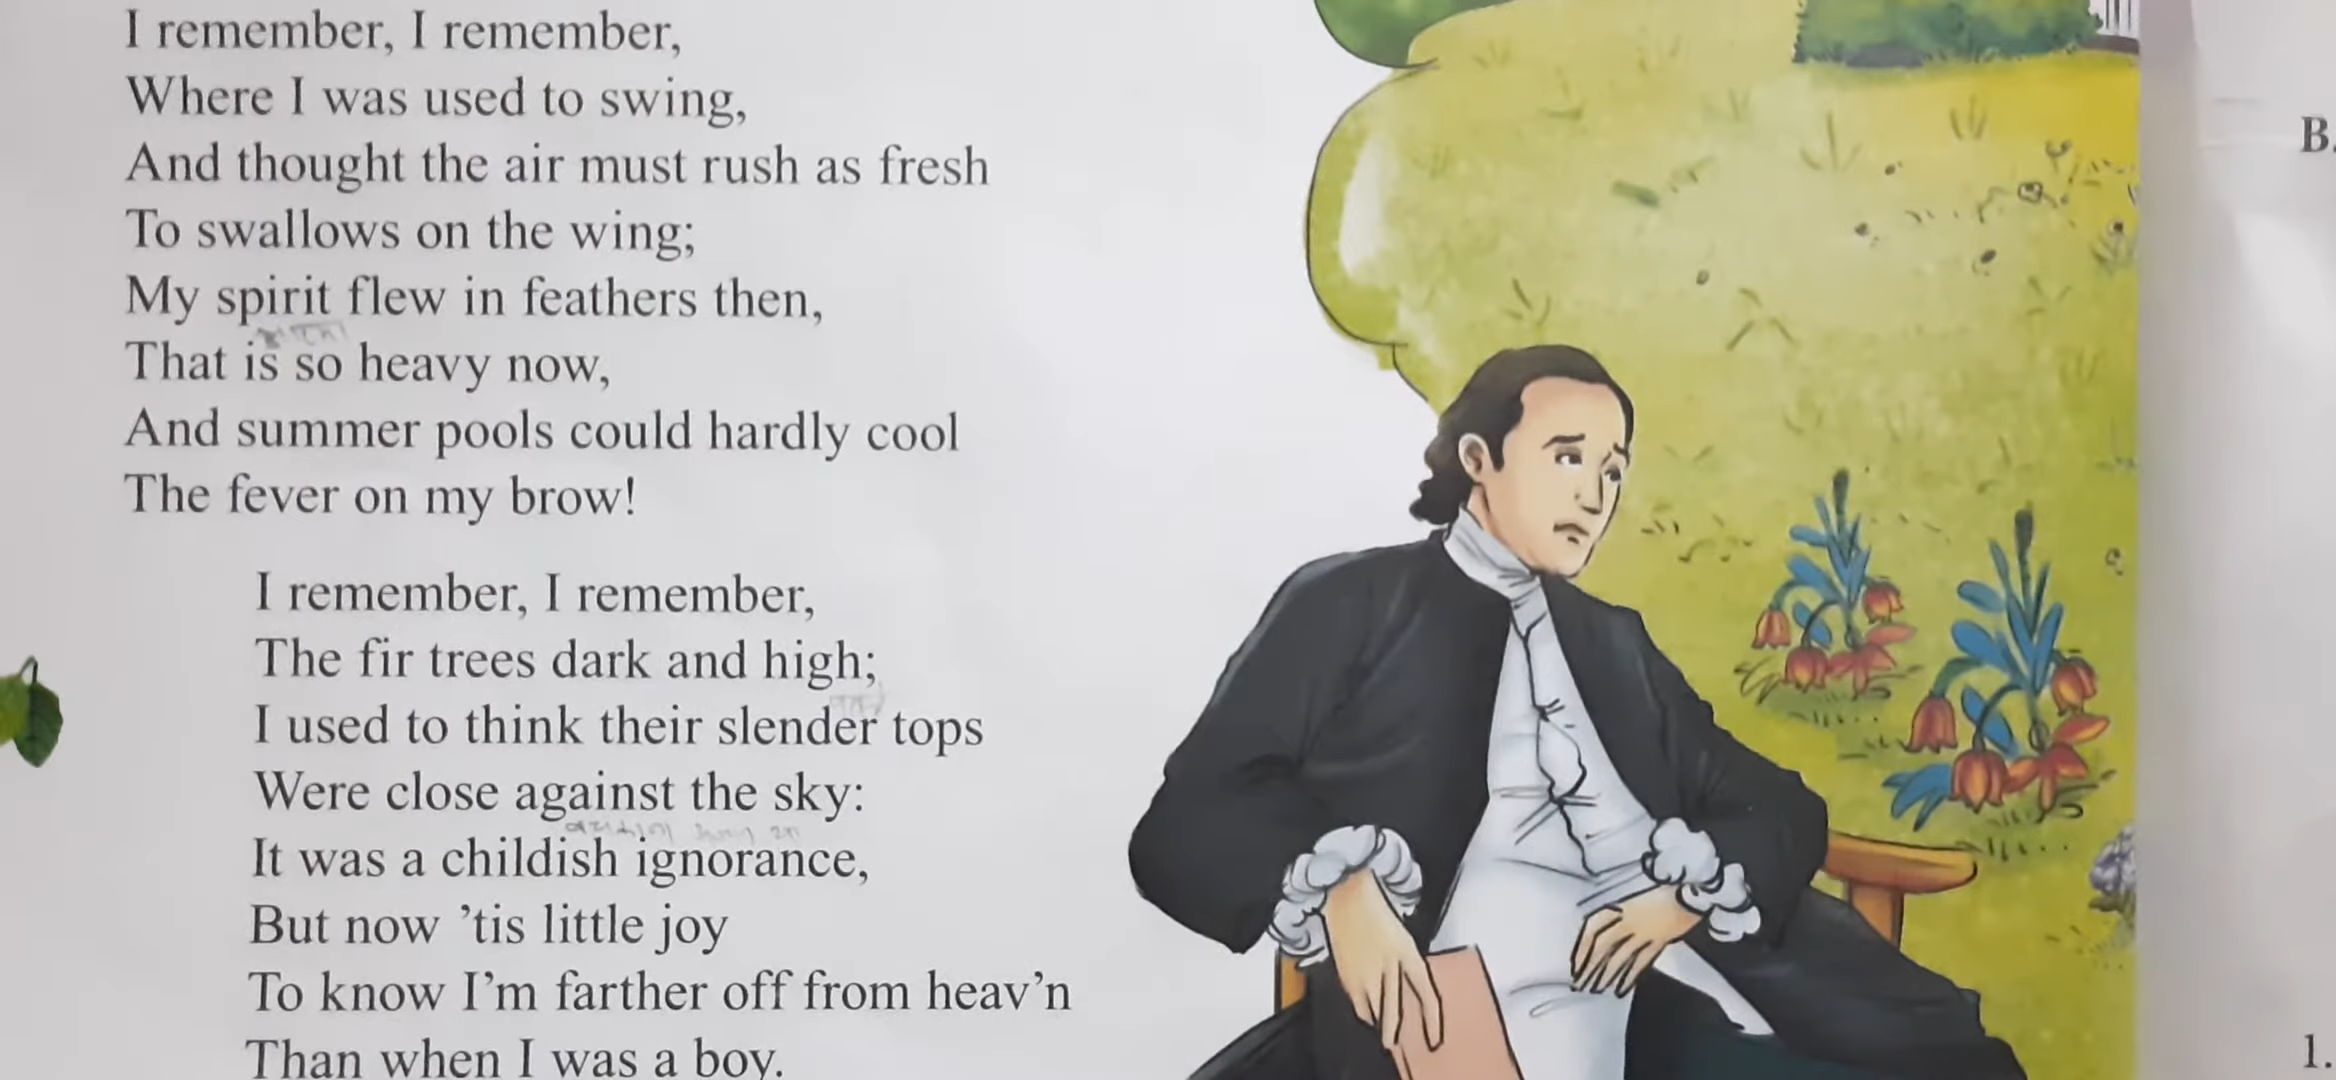 I remember, I remember,
Where I was used to swing,
And thought the air must rush as fresh
To swallows on the wing;
My spirit flew in feathers then,
That is so heavy now,
And summer pools could hardly cool
The fever on my brow!
I remember, I remember,
The fir trees dark and high;
I used to think their slender tops
Were close against the sky:
It was a childish ignorance,
But now ’tis little joy
To know I’m farther off from heav’n
Than when I was a boy.
B.
1.